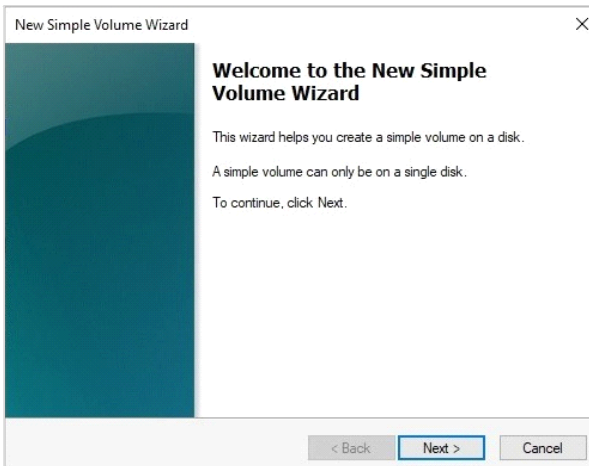 New Simple Volume Wizard
Welcome to the New Simple
Volume Wizard
This wizard helps you create a simple volume on a disk.
A simple volume can only be on a single disk.
To continue, click Next.
< Back
Next >
Cancel